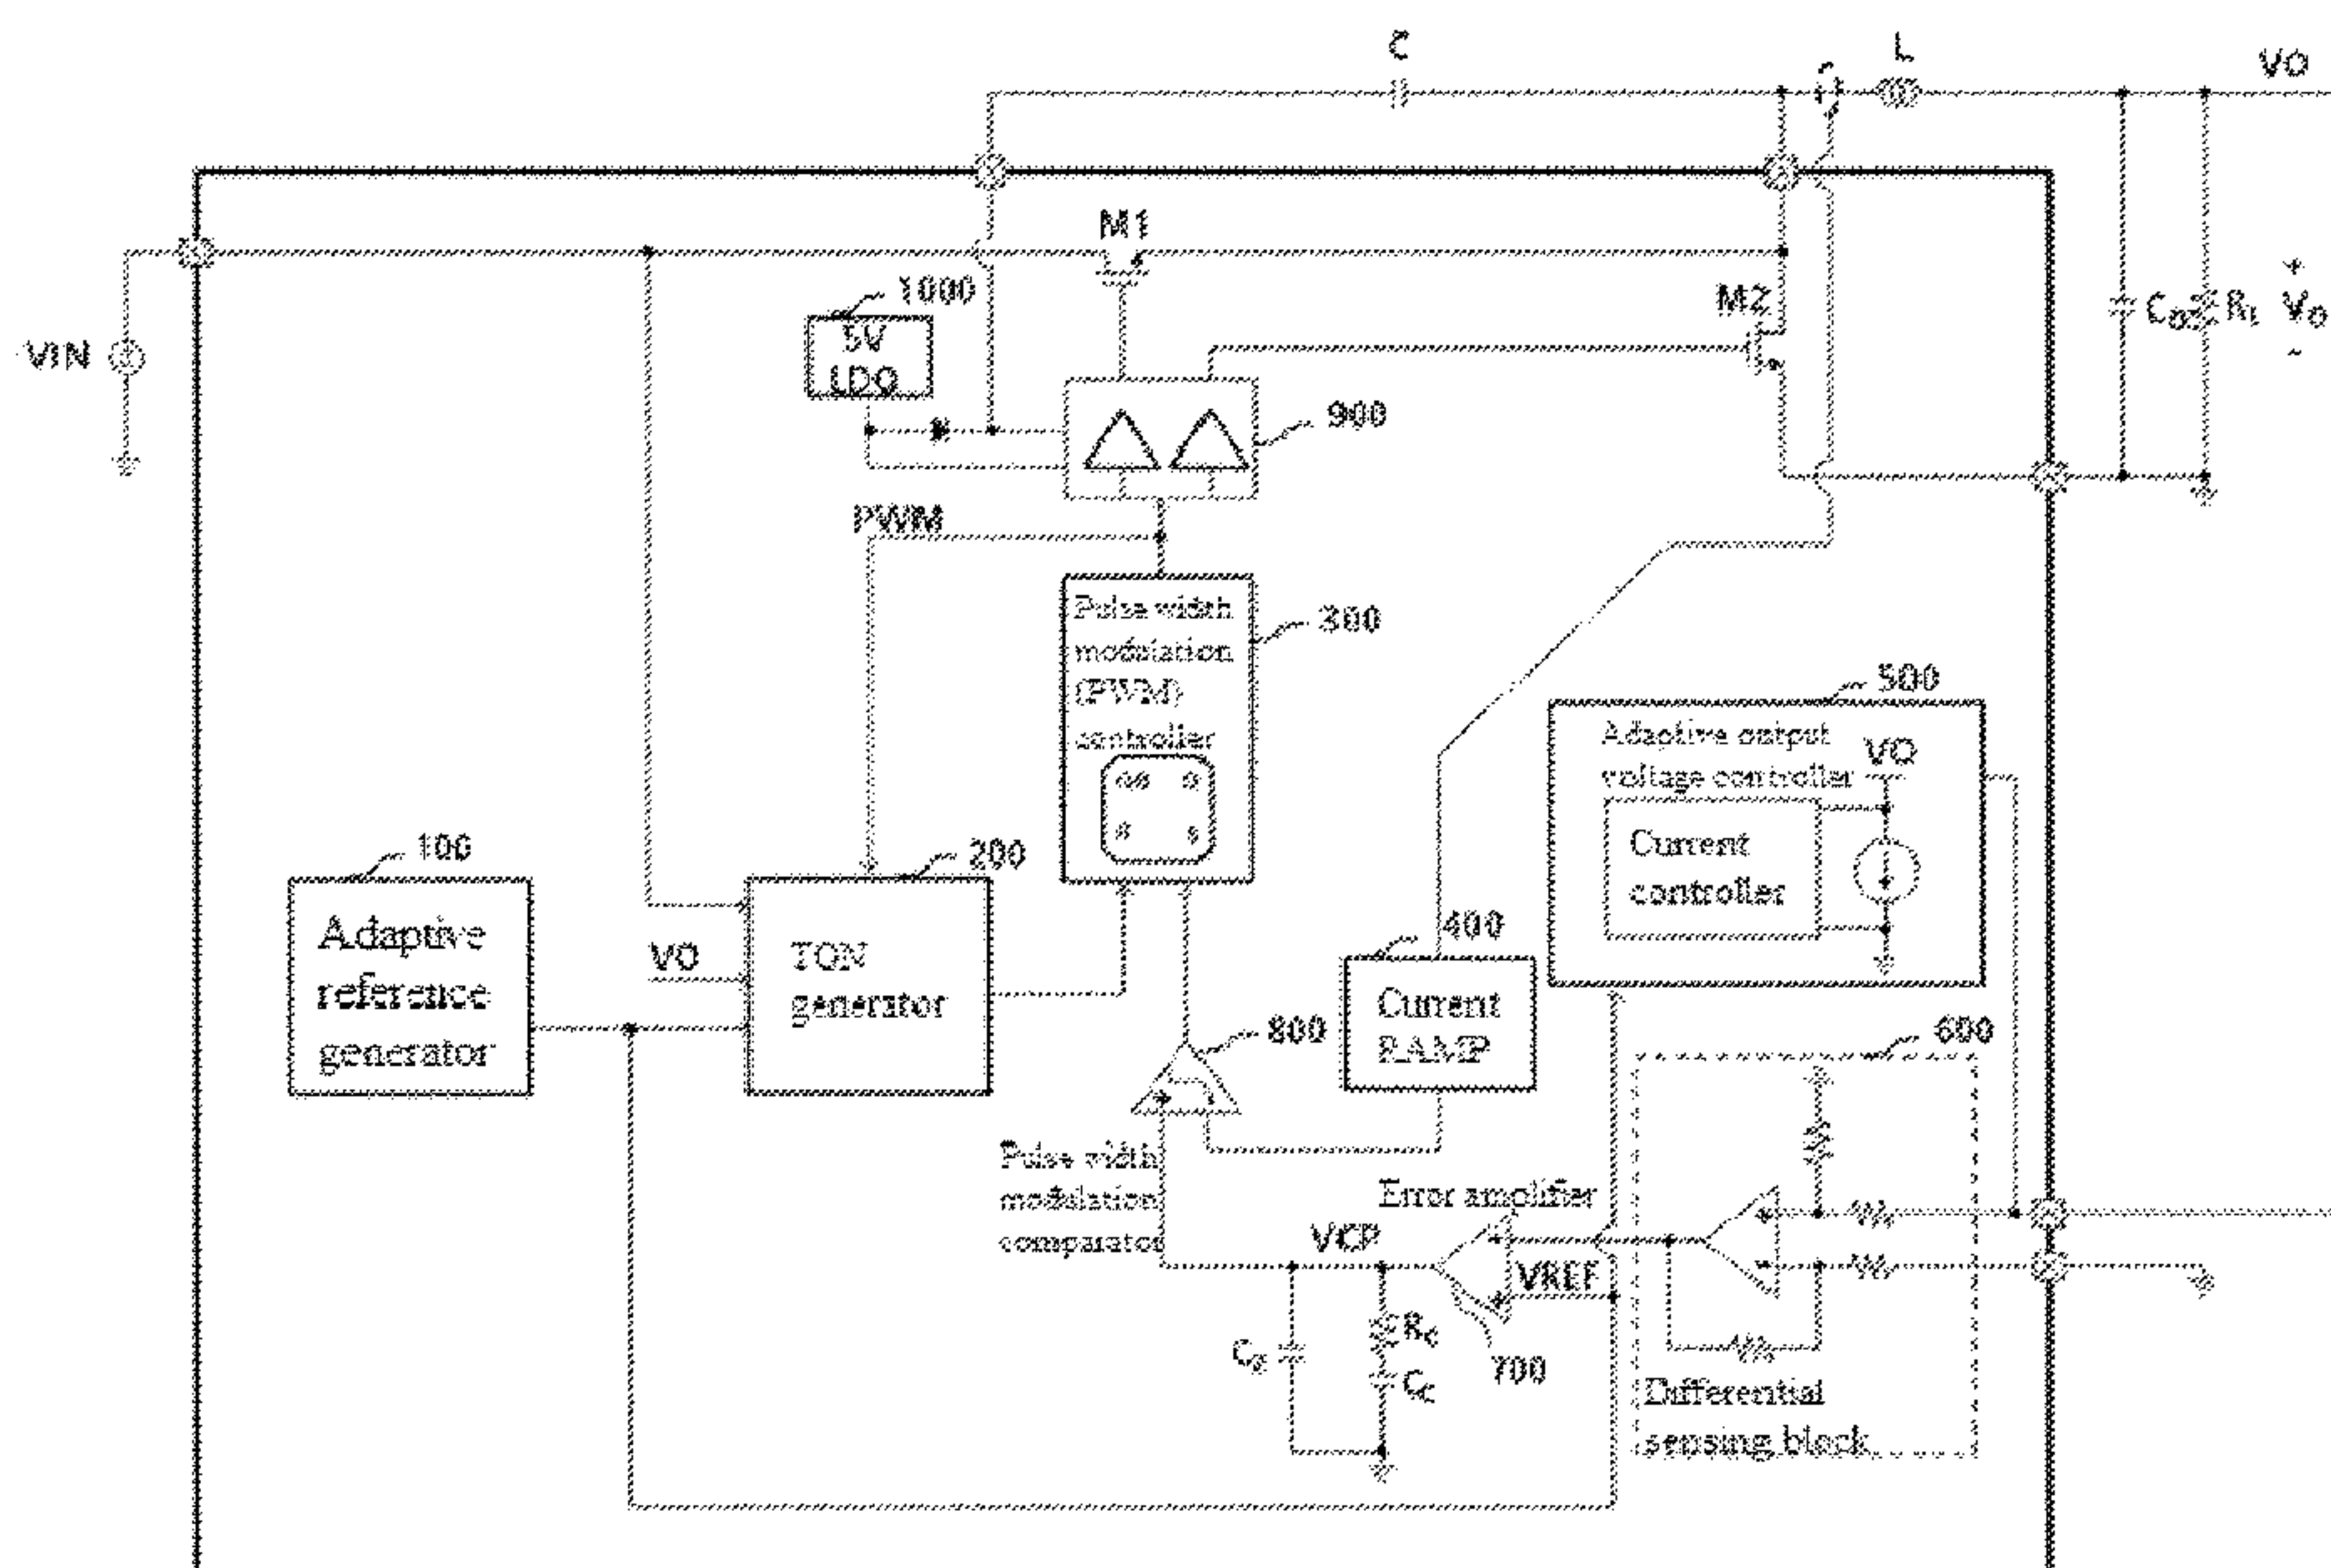 C
L
VO
M1
1000
5V
LDO
M2
VIN
+
Vo
-
Co
RL
900
PWM
Pulse width
modulation
(PWM)
controller
300
500
Adaptive output
voltage controller
VO
Current
controller
100
Adaptive
reference
generator
200
VO
TON
generator
400
Current
RAMP
800
600
Pulse width
modulation
comparator
Error amplifier
VCP
VREF
RC
CC
700
Differential
sensing block